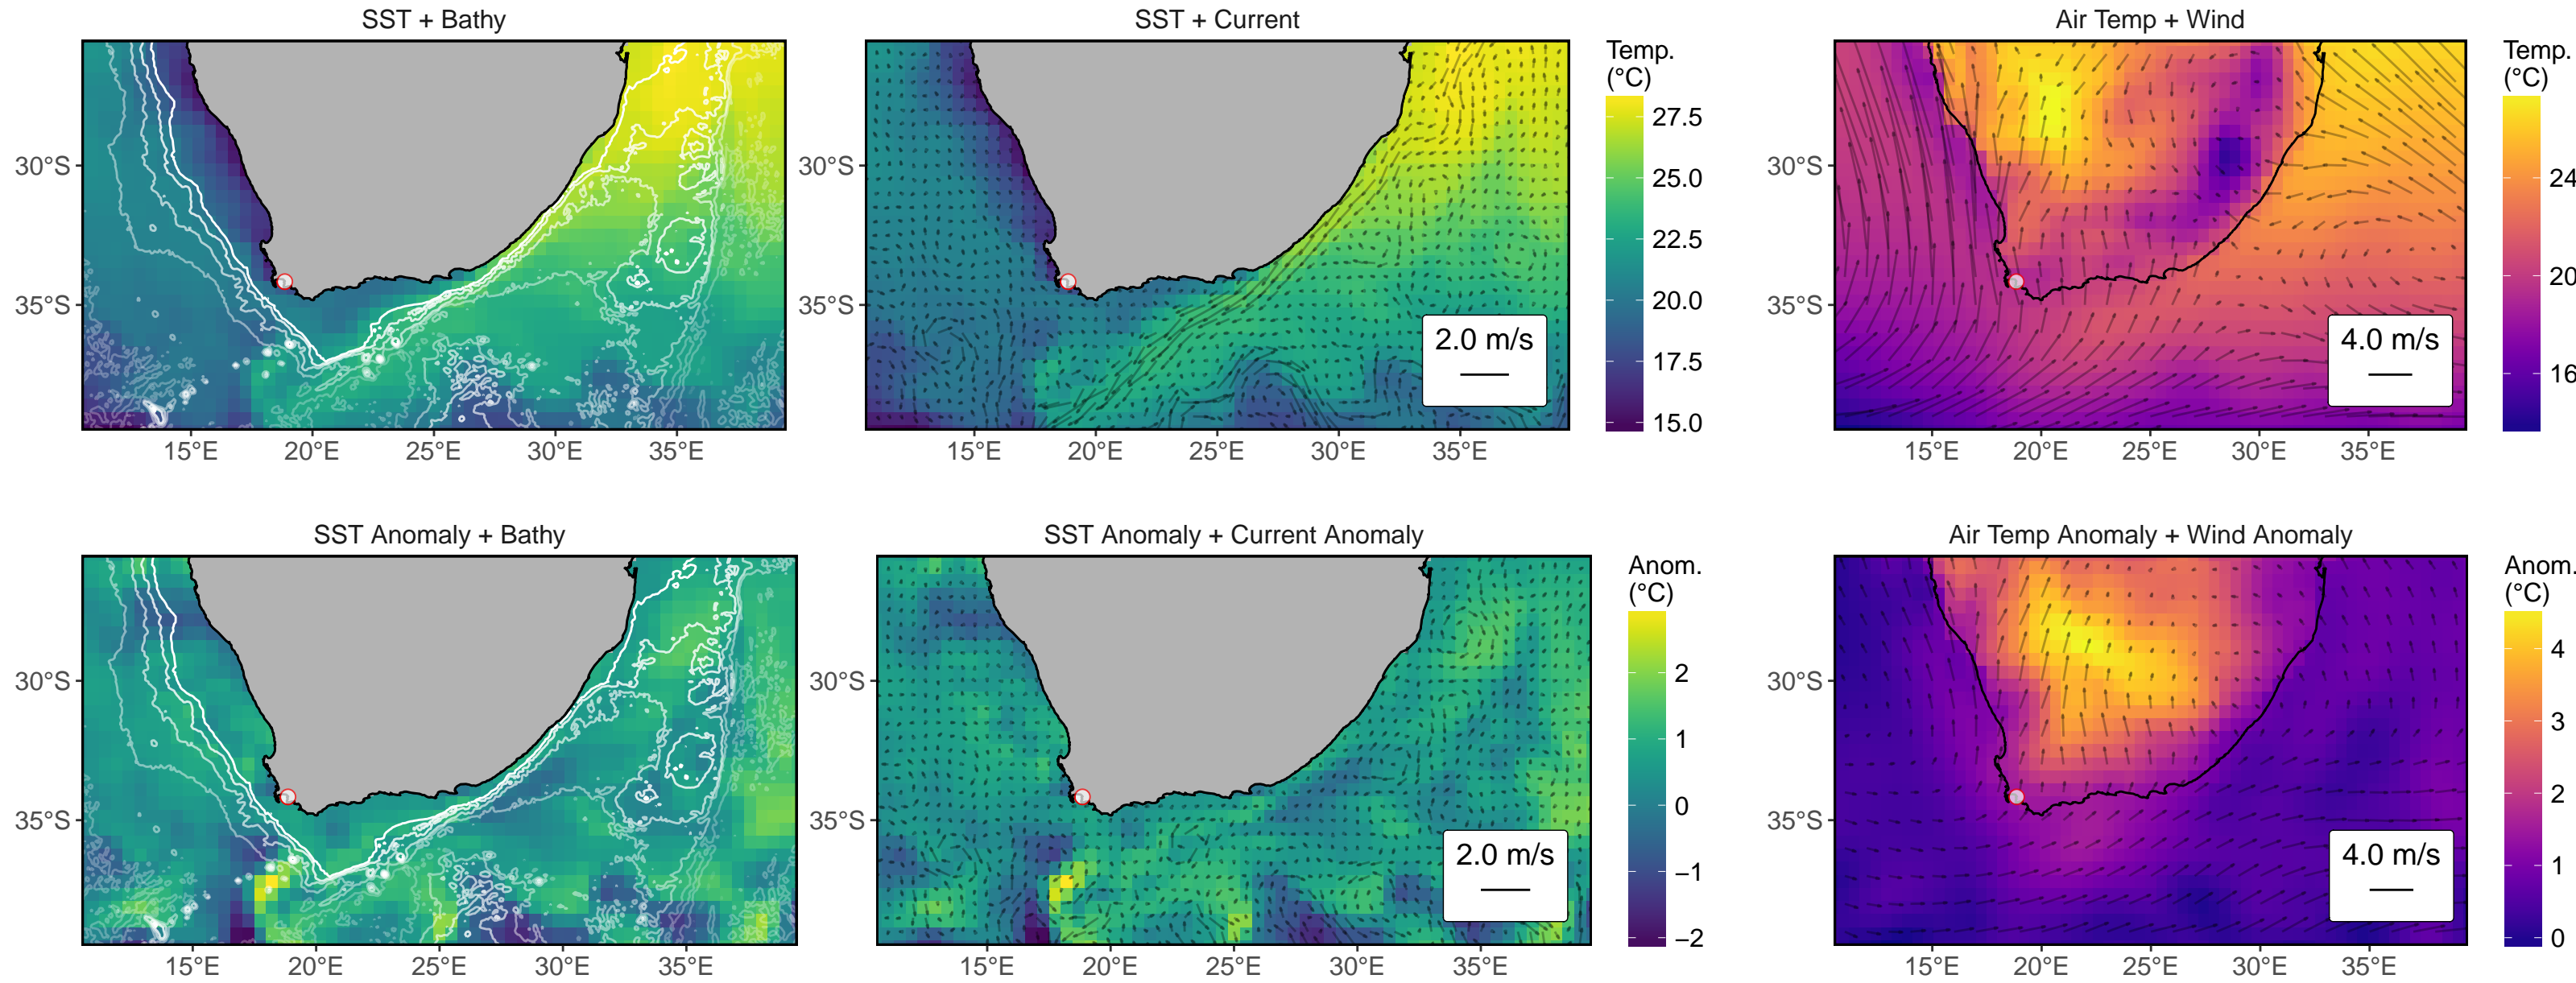 SST + Bathy
SST + Current
Air Temp + Wind
Temp.
(°C)
27.5
25.0
22.5
20.0
17.5
15.0
Temp.
(°C)
24
20
16
30°S
35°S
30°S
35°S
30°S
35°S
2.0 m/s
4.0 m/s
15°E 20°E 25°E 30°E 35°E
15°E 20°E 25°E 30°E 35°E
15°E 20°E 25°E 30°E 35°E
SST Anomaly + Bathy
SST Anomaly + Current Anomaly
Air Temp Anomaly + Wind Anomaly
Anom.
(°C)
2
1
0
−1
−2
Anom.
(°C)
4
3
2
1
0
30°S
35°S
30°S
35°S
30°S
35°S
2.0 m/s
4.0 m/s
15°E 20°E 25°E 30°E 35°E
15°E 20°E 25°E 30°E 35°E
15°E 20°E 25°E 30°E 35°E